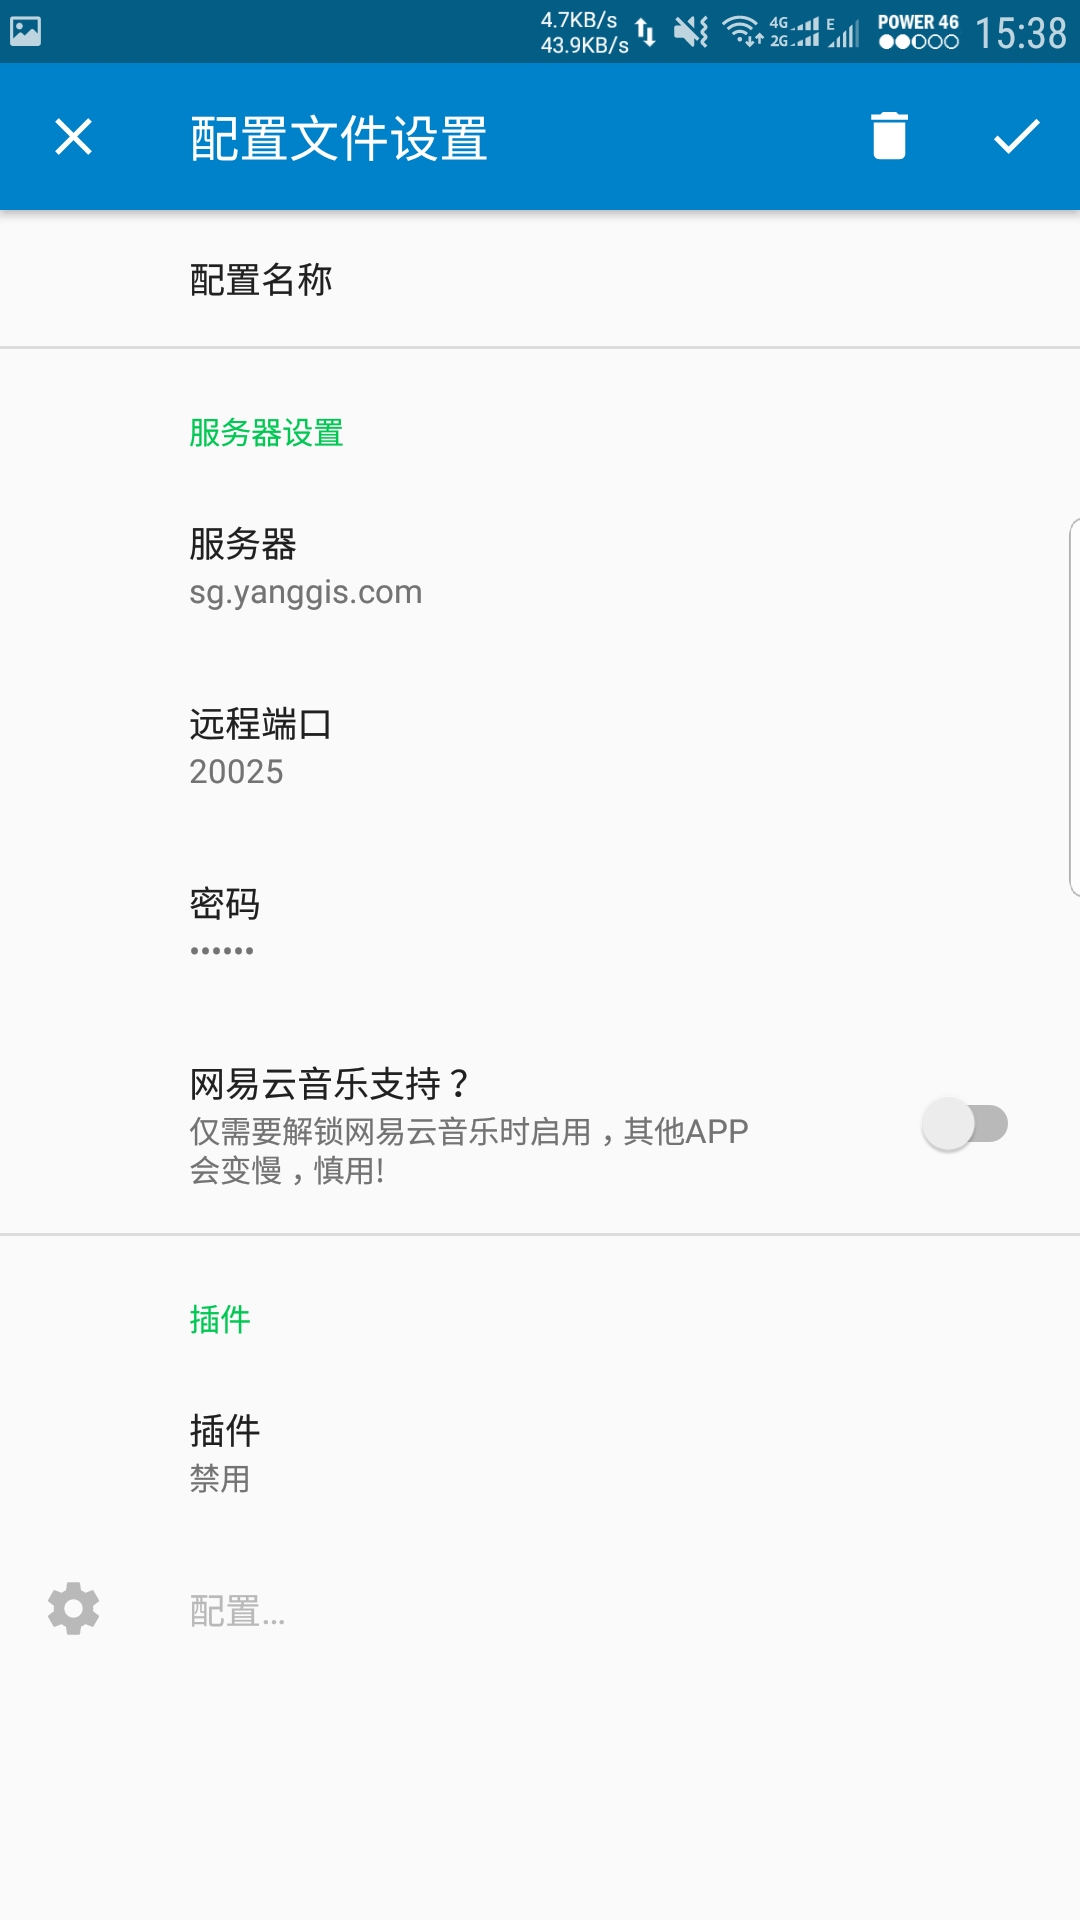 4.7KB/s
43.9KB/s
4G
2G
E
POWER 46
15:38
配置文件设置
配置名称
服务器设置
服务器
sg.yanggis.com
远程端口
20025
密码
••••••
网易云音乐支持？
仅需要解锁网易云音乐时启用，其他APP
会变慢，慎用!
插件
插件
禁用
配置...